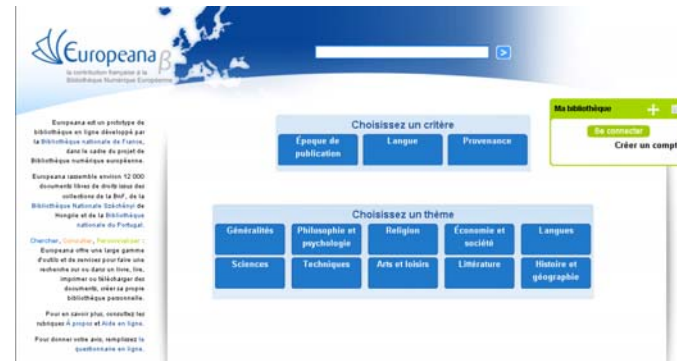 Europeana β
la contribution française à la
Bibliothèque Numérique Européenne
>
Ma bibliothèque
Se connecter
Créer un compt
Europeana est un prototype de
bibliothèque en ligne développé par
la Bibliothèque nationale de France,
dans le cadre du projet de
Bibliothèque numérique européenne.
Europeana rassemble environ 12 000
documents libres de droits issus des
collections de la BnF, de la
Bibliothèque Nationale Széchényi de
Hongrie et de la Bibliothèque
nationale du Portugal.
Chercher, Consulter, Personnaliser :
Europeana offre une large gamme
d'outils et de services pour faire une
recherche sur ou dans un livre, lire,
imprimer ou télécharger des
documents, créer sa propre
bibliothèque personnelle.
Pour en savoir plus, consultez les
rubriques À propos et Aide en ligne.
Pour donner votre avis, remplissez le
questionnaire en ligne.
Choisissez un critère
Époque de
publication
Langue
Provenance
Choisissez un thème
Généralités
Philosophie et
psychologie
Religion
Économie et
société
Langues
Sciences
Techniques
Arts et loisirs
Littérature
Histoire et
géographie